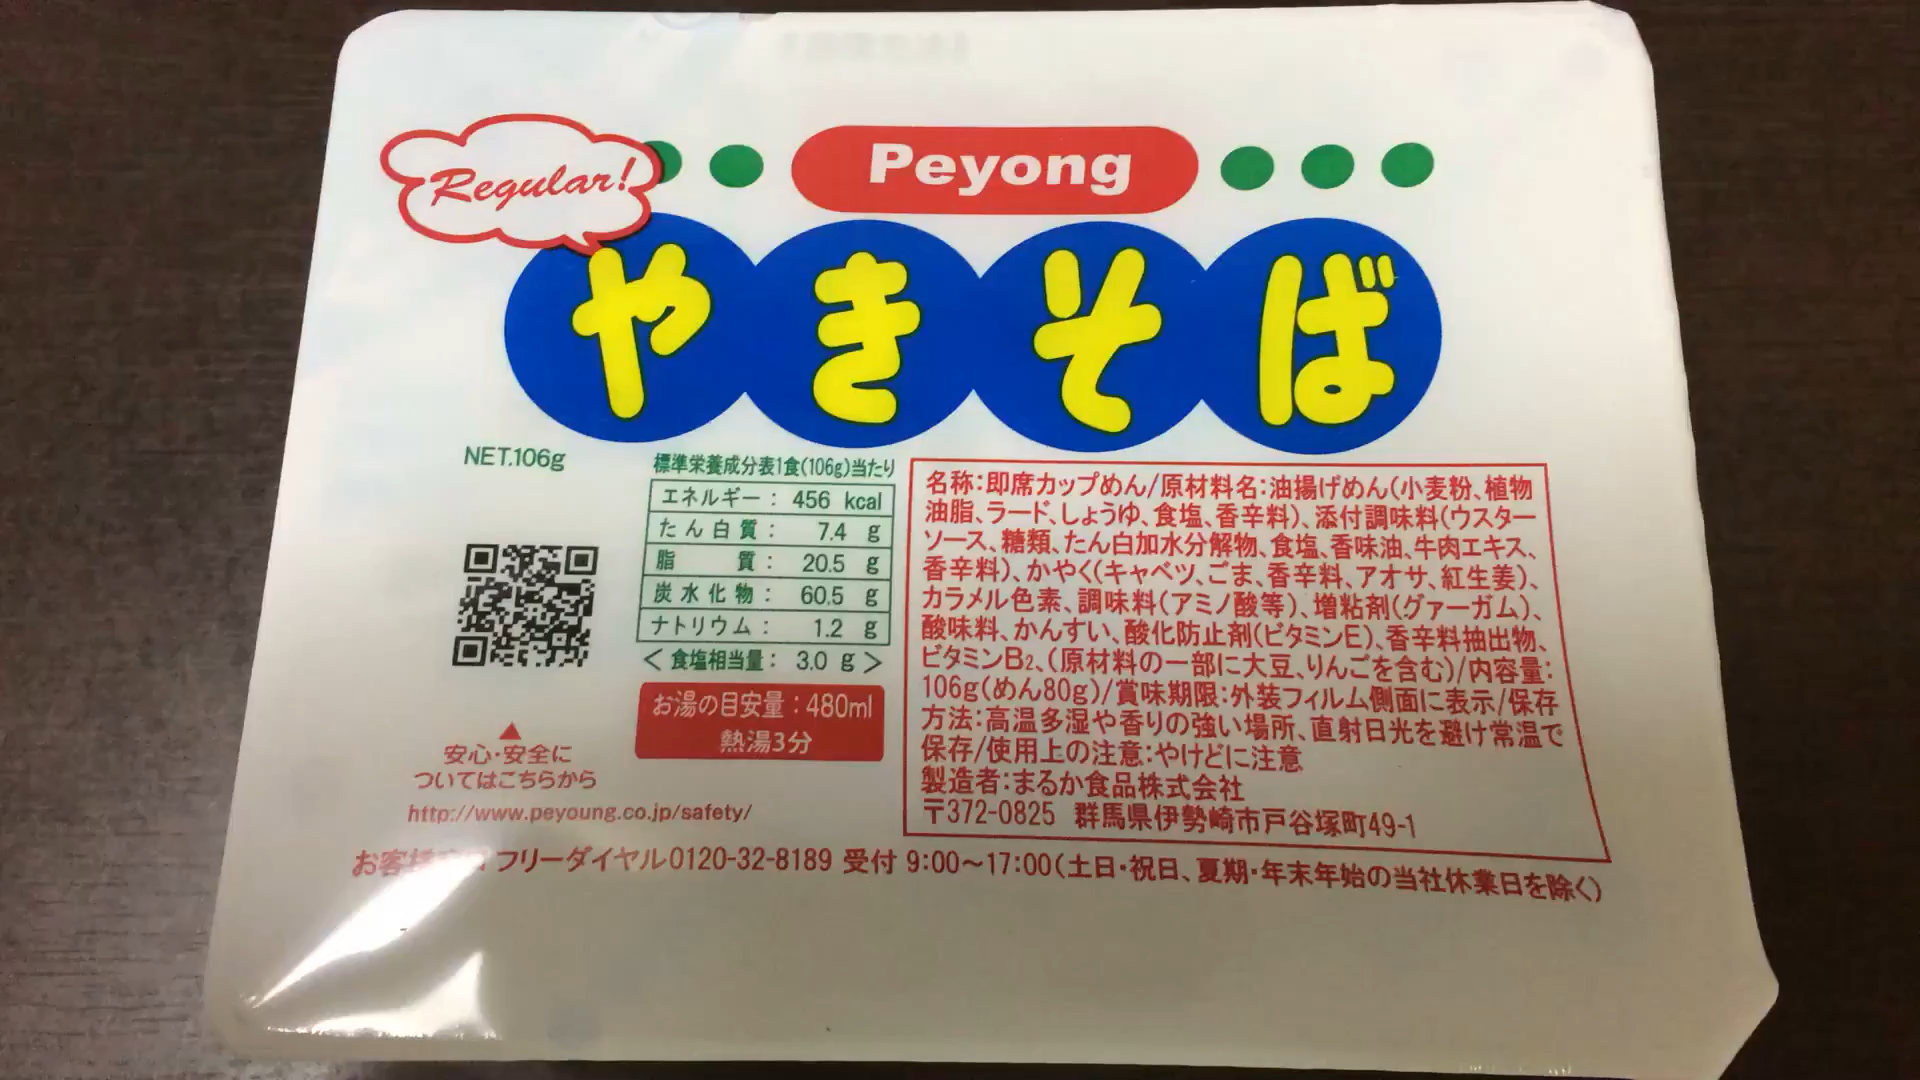 Regular!
Peyong
やきそば
NET.106g
標準栄養成分表1食(106g)当たり
エネルギー: 456 kcal
たん白質: 7.4 g
脂質: 20.5 g
炭水化物: 60.5 g
ナトリウム: 1.2 g
<食塩相当量: 3.0 g>
お湯の目安量:480ml
熱湯3分
安心・安全に
ついてはこちらから
http://www.peyoung.co.jp/safety/
名称:即席カップめん/原材料名:油揚げめん(小麦粉、植物
油脂、ラード、しょうゆ、食塩、香辛料)、添付調味料(ウスター
ソース、糖類、たん白加水分解物、食塩、香味油、牛肉エキス、
香辛料)、かやく(キャベツ、ごま、香辛料、アオサ、紅生姜)、
カラメル色素、調味料(アミノ酸等)、増粘剤(グァーガム)、
酸味料、かんすい、酸化防止剤(ビタミンE)、香辛料抽出物、
ビタミンB2、(原材料の一部に大豆、りんごを含む)/内容量:
106g(めん80g)/賞味期限:外装フィルム側面に表示/保存
方法:高温多湿や香りの強い場所、直射日光を避け常温で
保存/使用上の注意:やけどに注意
製造者:まるか食品株式会社
〒372-0825 群馬県伊勢崎市戸谷塚町49-1
フリーダイヤル0120-32-8189 受付 9:00〜17:00(土日・祝日、夏期・年末年始の当社休業日を除く)